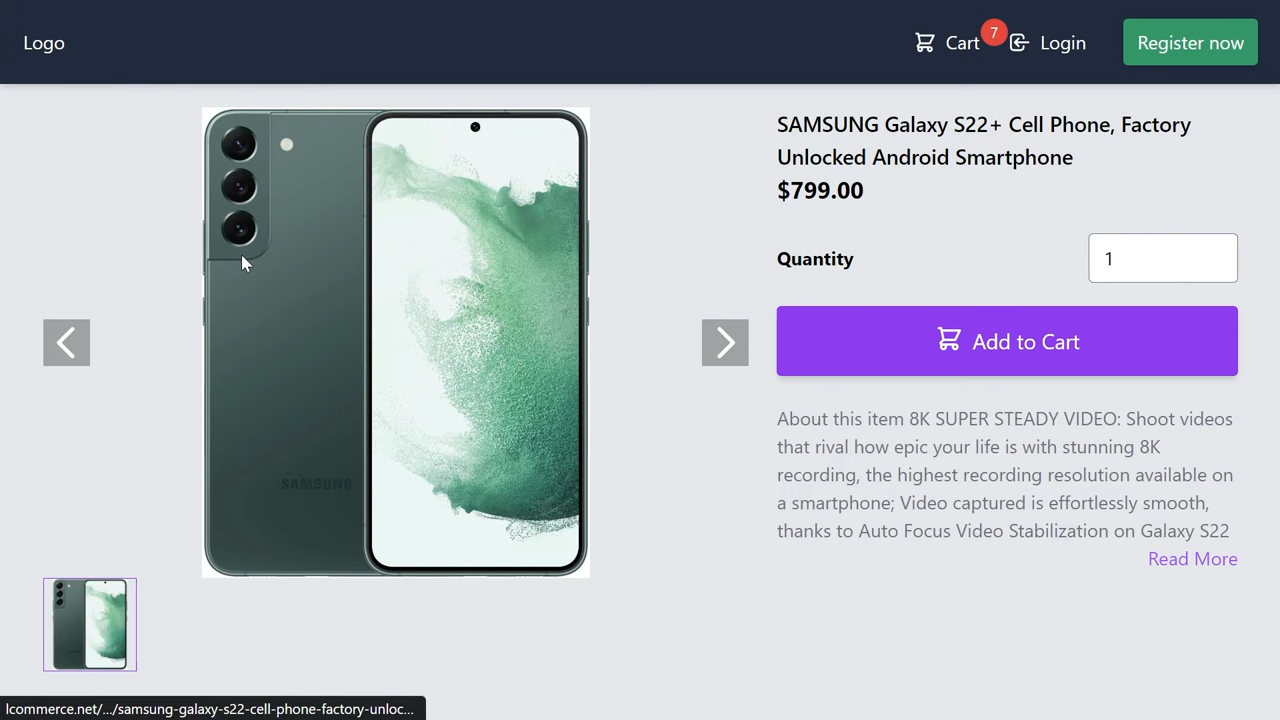 Logo
Cart
7
Login
Register now
SAMSUNG Galaxy S22+ Cell Phone, Factory
Unlocked Android Smartphone
$799.00
Quantity
1
Add to Cart
About this item 8K SUPER STEADY VIDEO: Shoot videos
that rival how epic your life is with stunning 8K
recording, the highest recording resolution available on
a smartphone; Video captured is effortlessly smooth,
thanks to Auto Focus Video Stabilization on Galaxy S22
Read More
SAMSUNG
lcommerce.net/.../samsung-galaxy-s22-cell-phone-factory-unloc...